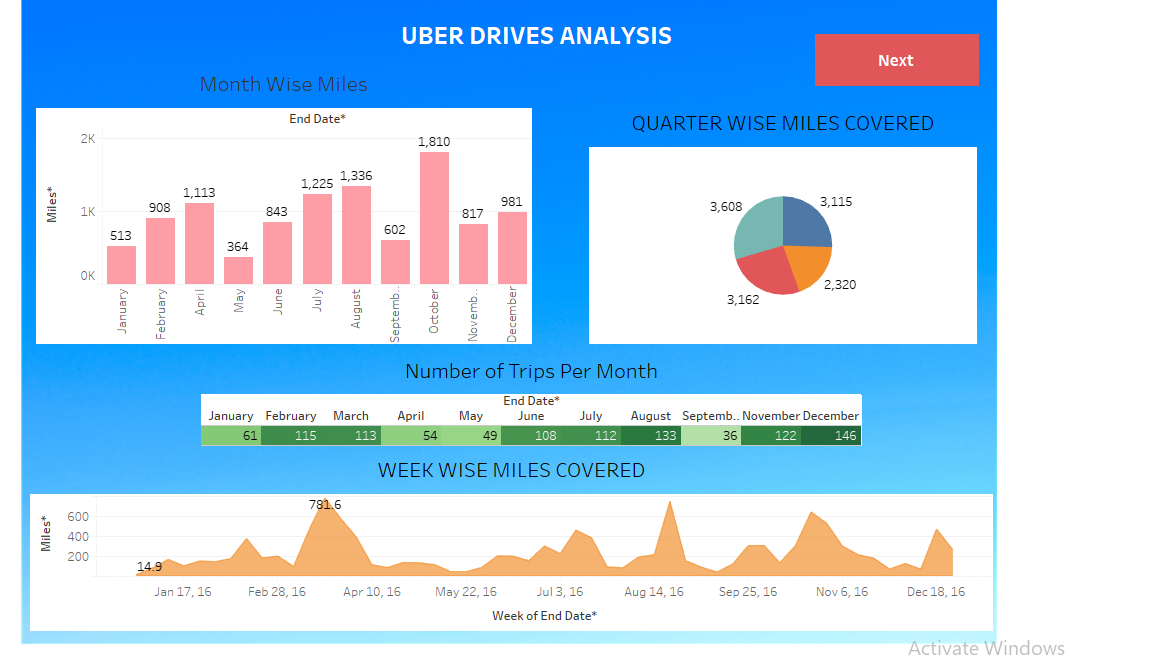 UBER DRIVES ANALYSIS
Next
Month Wise Miles
End Date*
Miles*
2K
1K
0K
513
908
1,113
364
843
1,225
1,336
602
1,810
817
981
January
February
April
May
June
July
August
Septemb..
October
Novemb..
December
QUARTER WISE MILES COVERED
3,608
3,115
3,162
2,320
Number of Trips Per Month
End Date*
January February March April May June July August Septemb.. November December
61 115 113 54 49 108 112 133 36 122 146
WEEK WISE MILES COVERED
Miles*
600
400
200
14.9
781.6
Jan 17, 16 Feb 28, 16 Apr 10, 16 May 22, 16 Jul 3, 16 Aug 14, 16 Sep 25, 16 Nov 6, 16 Dec 18, 16
Week of End Date*
Activate Windows